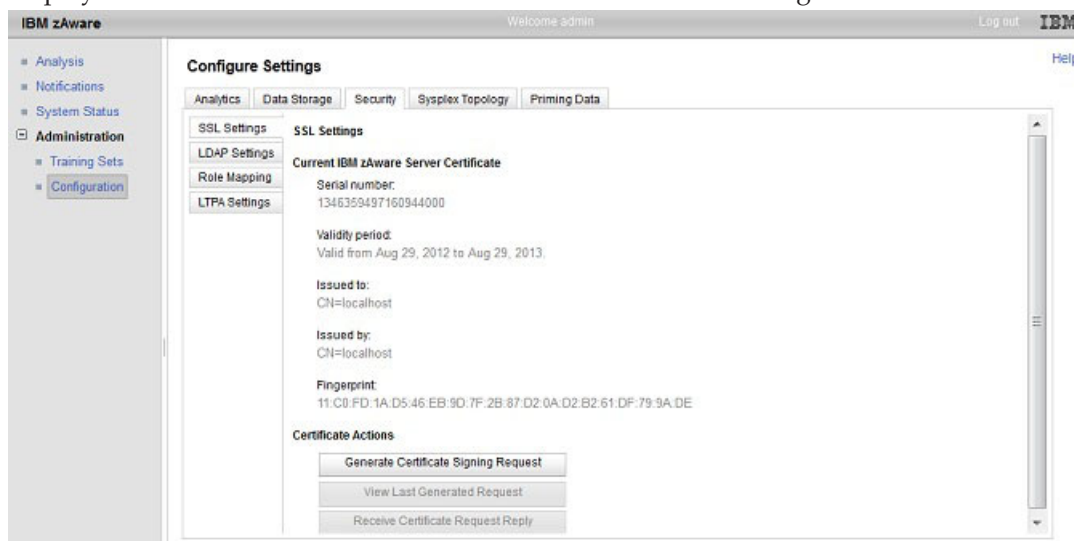 IBM zAware
Welcome admin
Log out
IBM
Help
Analysis
Notifications
System Status
Administration
Training Sets
Configuration
Configure Settings
Analytics
Data Storage
Security
Sysplex Topology
Priming Data
SSL Settings
LDAP Settings
Role Mapping
LTPA Settings
SSL Settings
Current IBM zAware Server Certificate
Serial number:
1346359497160944000
Validity period:
Valid from Aug 29, 2012 to Aug 29, 2013.
Issued to:
CN=localhost
Issued by:
CN=localhost
Fingerprint:
11:C0:FD:1A:D5:46:EB:9D:7F:2B:87:D2:0A:D2:B2:61:DF:79:9A:DE
Certificate Actions
Generate Certificate Signing Request
View Last Generated Request
Receive Certificate Request Reply